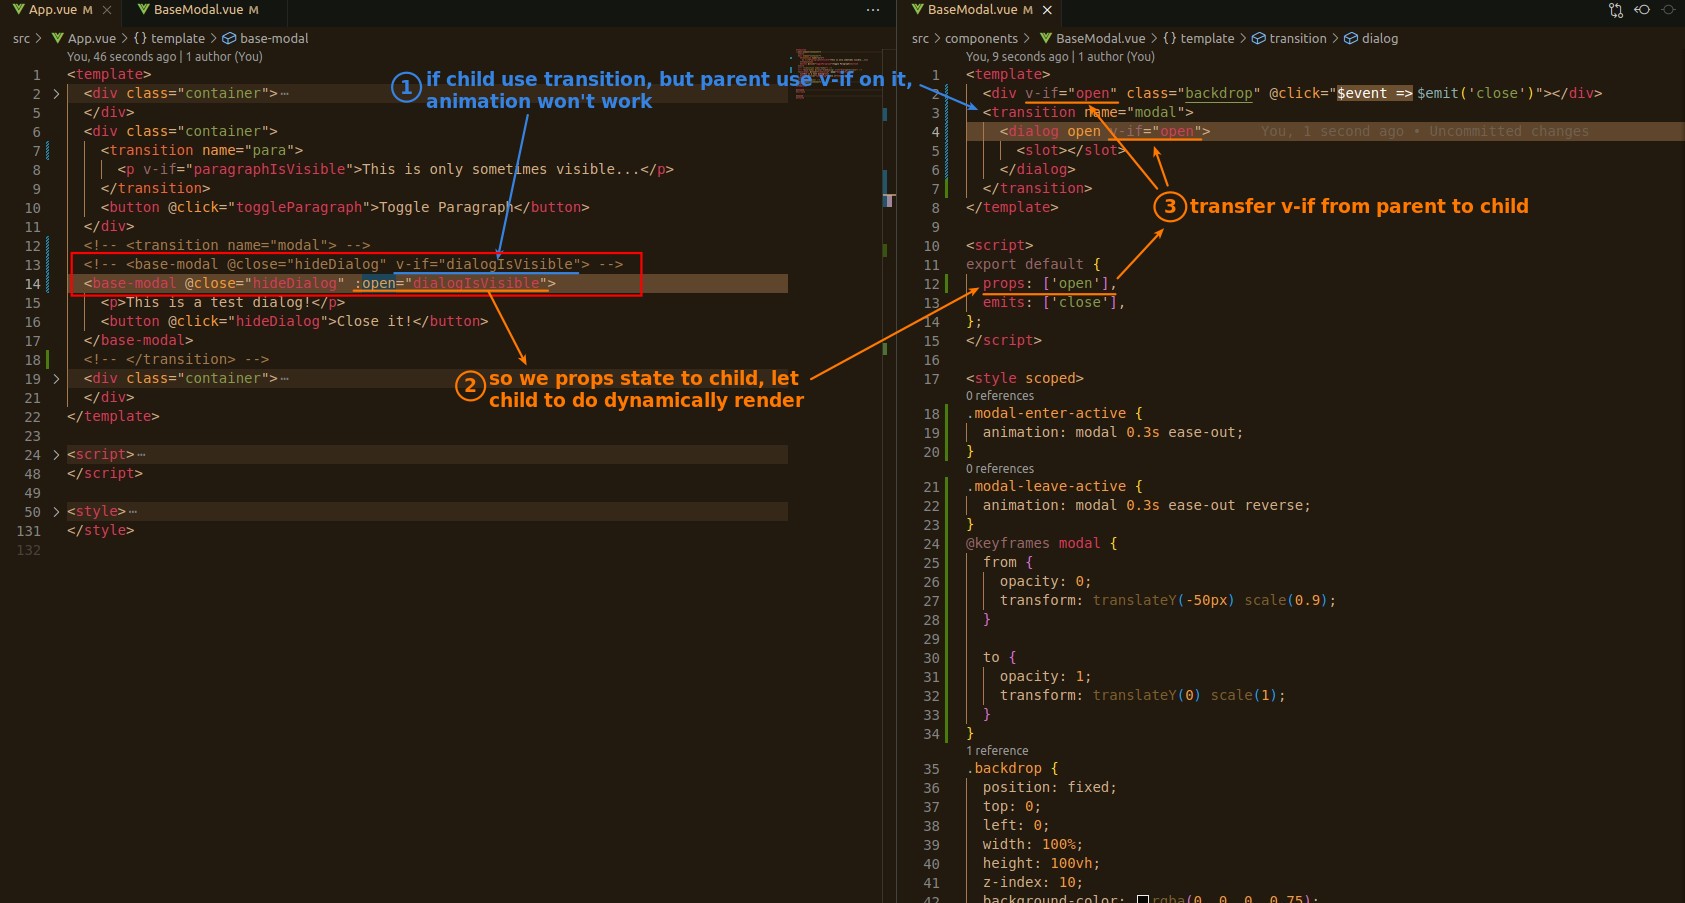 App.vue M
BaseModal.vue M
src > App.vue > {} template > base-modal
You, 46 seconds ago | 1 author (You)
1 <template>
2 <div class="container">⋯
5 </div>
6 <div class="container">
7 <transition name="para">
8 <p v-if="paragraphIsVisible">This is only sometimes visible...</p>
9 </transition>
10 <button @click="toggleParagraph">Toggle Paragraph</button>
11 </div>
12 <!-- <transition name="modal"> -->
13 <!-- <base-modal @close="hideDialog" v-if="dialogIsVisible"> -->
14 <base-modal @close="hideDialog" :open="dialogIsVisible">
15 <p>This is a test dialog!</p>
16 <button @click="hideDialog">Close it!</button>
17 </base-modal>
18 <!-- </transition> -->
19 <div class="container">⋯
21 </div>
22 </template>
23
24 <script>⋯
48 </script>
49
50 <style>⋯
131 </style>
132
1 if child use transition, but parent use v-if on it,
animation won't work
2 so we props state to child, let
child to do dynamically render
BaseModal.vue M
src > components > BaseModal.vue > {} template > transition > dialog
You, 9 seconds ago | 1 author (You)
1 <template>
2 <div v-if="open" class="backdrop" @click="$event => $emit('close')"></div>
3 <transition name="modal">
4 <dialog open v-if="open"> You, 1 second ago • Uncommitted changes
5 <slot></slot>
6 </dialog>
7 </transition>
8 </template>
9
10 <script>
11 export default {
12 props: ['open'],
13 emits: ['close'],
14 };
15 </script>
16
17 <style scoped>
0 references
18 .modal-enter-active {
19 animation: modal 0.3s ease-out;
20 }
0 references
21 .modal-leave-active {
22 animation: modal 0.3s ease-out reverse;
23 }
24 @keyframes modal {
25 from {
26 opacity: 0;
27 transform: translateY(-50px) scale(0.9);
28 }
29
30 to {
31 opacity: 1;
32 transform: translateY(0) scale(1);
33 }
34 }
1 reference
35 .backdrop {
36 position: fixed;
37 top: 0;
38 left: 0;
39 width: 100%;
40 height: 100vh;
41 z-index: 10;
42 background-color: rgba(0, 0, 0, 0.75);
3 transfer v-if from parent to child